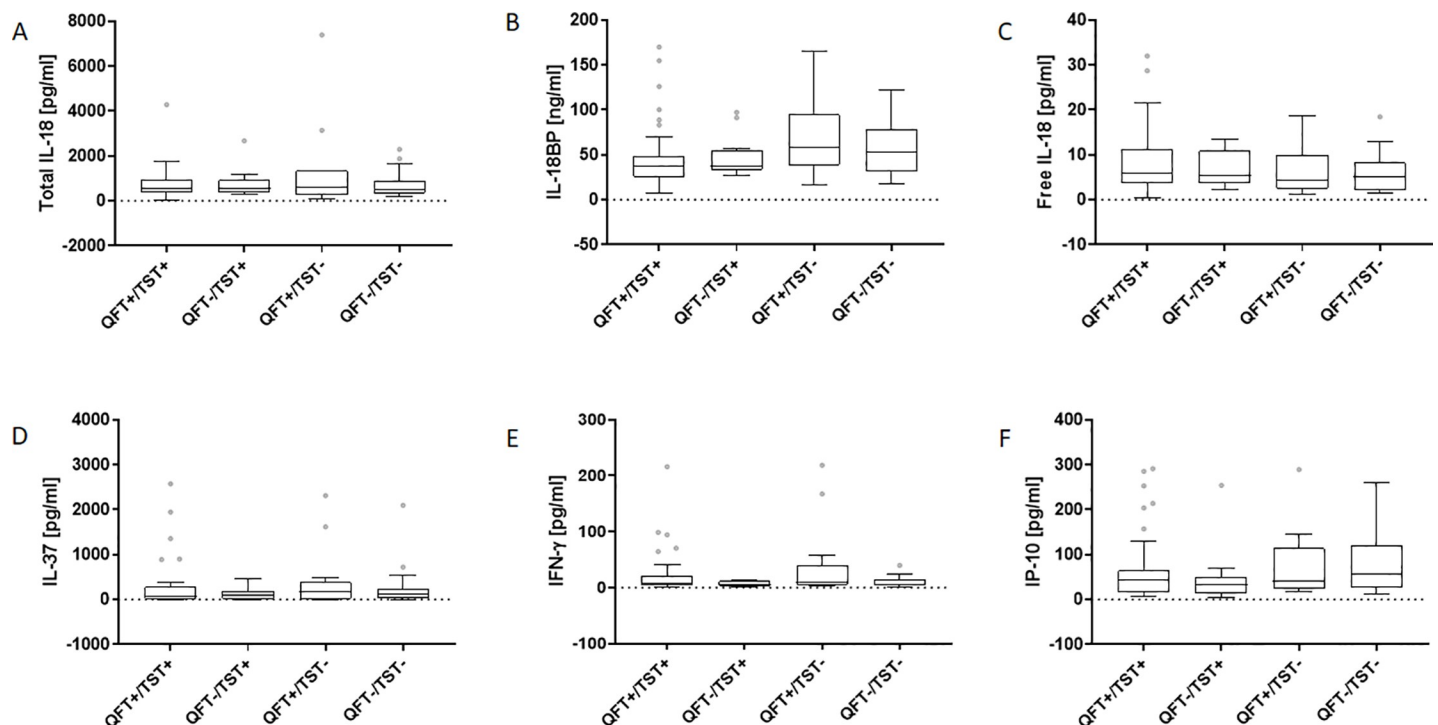 A
Total IL-18 [pg/ml]
8000
6000
4000
2000
0
-2000
QFT+/TST+
QFT-/TST+
QFT+/TST-
QFT-/TST-
B
IL-18BP [ng/ml]
200
150
100
50
0
-50
QFT+/TST+
QFT-/TST+
QFT+/TST-
QFT-/TST-
C
Free IL-18 [pg/ml]
40
30
20
10
0
-10
QFT+/TST+
QFT-/TST+
QFT+/TST-
QFT-/TST-
D
IL-37 [pg/ml]
4000
3000
2000
1000
0
-1000
QFT+/TST+
QFT-/TST+
QFT+/TST-
QFT-/TST-
E
IFN-γ [pg/ml]
300
200
100
0
-100
QFT+/TST+
QFT-/TST+
QFT+/TST-
QFT-/TST-
F
IP-10 [pg/ml]
400
300
200
100
0
-100
QFT+/TST+
QFT-/TST+
QFT+/TST-
QFT-/TST-